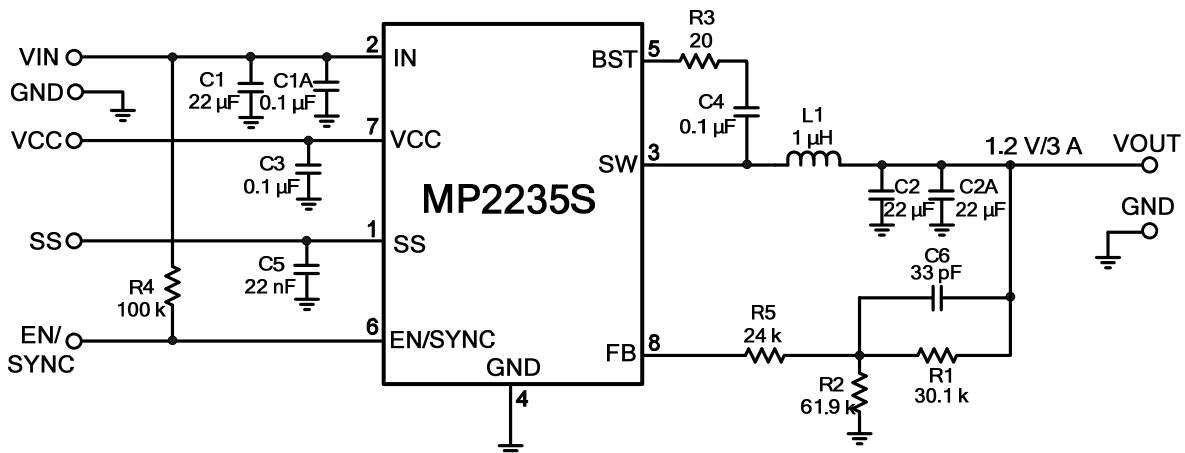 VIN
GND
VCC
SS
EN/
SYNC
R4
100 k
C1
22 µF
C1A
0.1 µF
C3
0.1 µF
C5
22 nF
2
7
1
6
IN
VCC
SS
EN/SYNC
MP2235S
GND
4
BST
SW
FB
5
3
8
R3
20
C4
0.1 µF
L1
1 µH
1.2 V/3 A
VOUT
GND
C2
22 µF
C2A
22 µF
C6
33 pF
R5
24 k
R2
61.9 k
R1
30.1 k